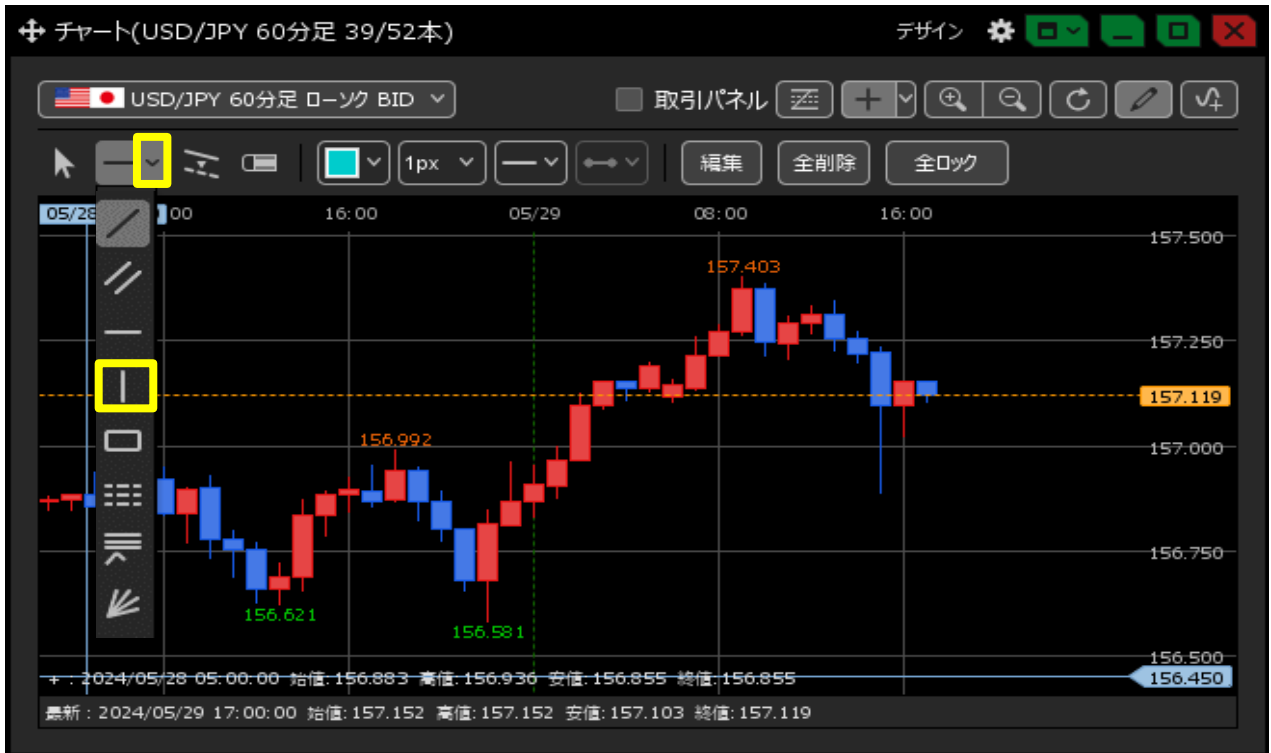 チャート(USD/JPY 60分足 39/52本) デザイン
USD/JPY 60分足 ローソク BID 取引パネル
1px 編集 全削除 全ロック
05/28 00 16:00 05/29 08:00 16:00
157.500
157.403
157.250
157.119
156.992
157.000
156.750
156.621
156.581
156.500
+ : 2024/05/28 05:00:00 始値:156.883 高値:156.936 安値:156.855 終値:156.855
156.450
最新 : 2024/05/29 17:00:00 始値:157.152 高値:157.152 安値:157.103 終値:157.119